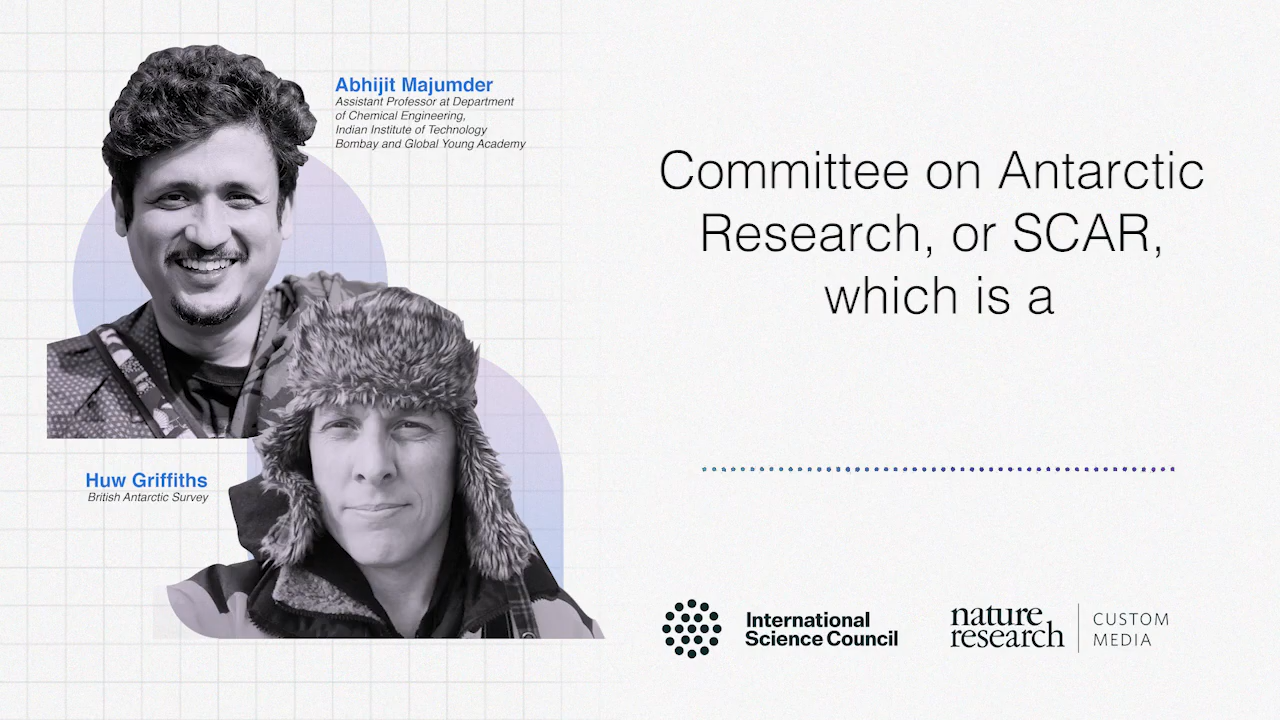 Abhijit Majumder
Assistant Professor at Department
of Chemical Engineering,
Indian Institute of Technology
Bombay and Global Young Academy
Huw Griffiths
British Antarctic Survey
Committee on Antarctic
Research, or SCAR,
which is a
International
Science Council
nature
research
CUSTOM
MEDIA